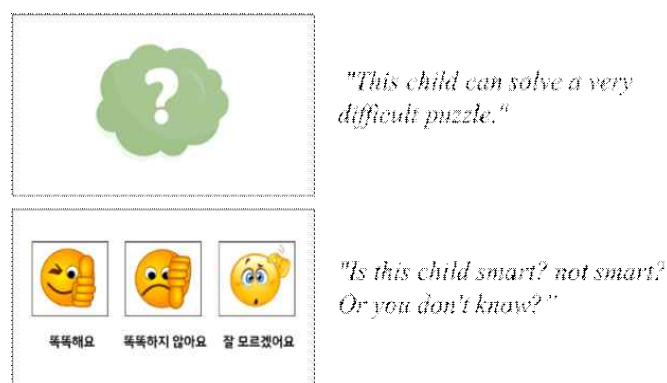 ?
"This child can solve a very
difficult puzzle."
"Is this child smart? not smart?
Or you don't know?"
똑똑해요 똑똑하지 않아요 잘 모르겠어요